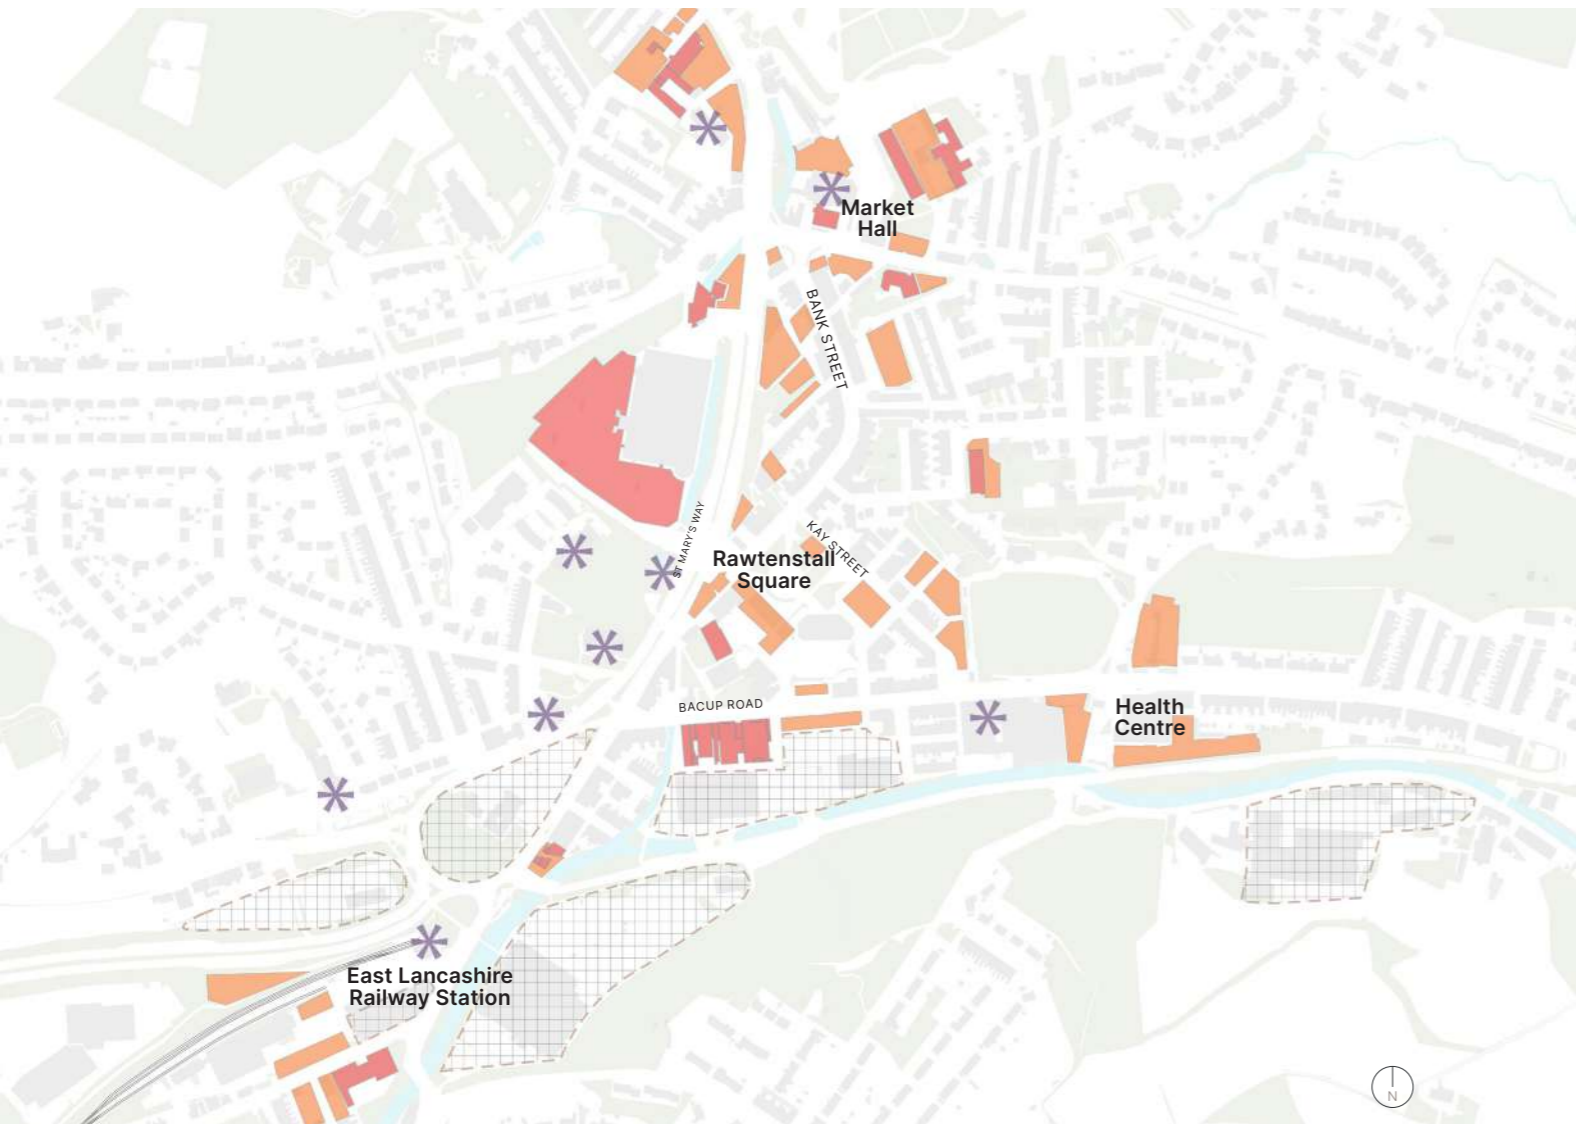 Market
Hall
BANK STREET
ST MARY'S WAY
KAY STREET
Rawtenstall
Square
BACUP ROAD
Health
Centre
East Lancashire
Railway Station
N